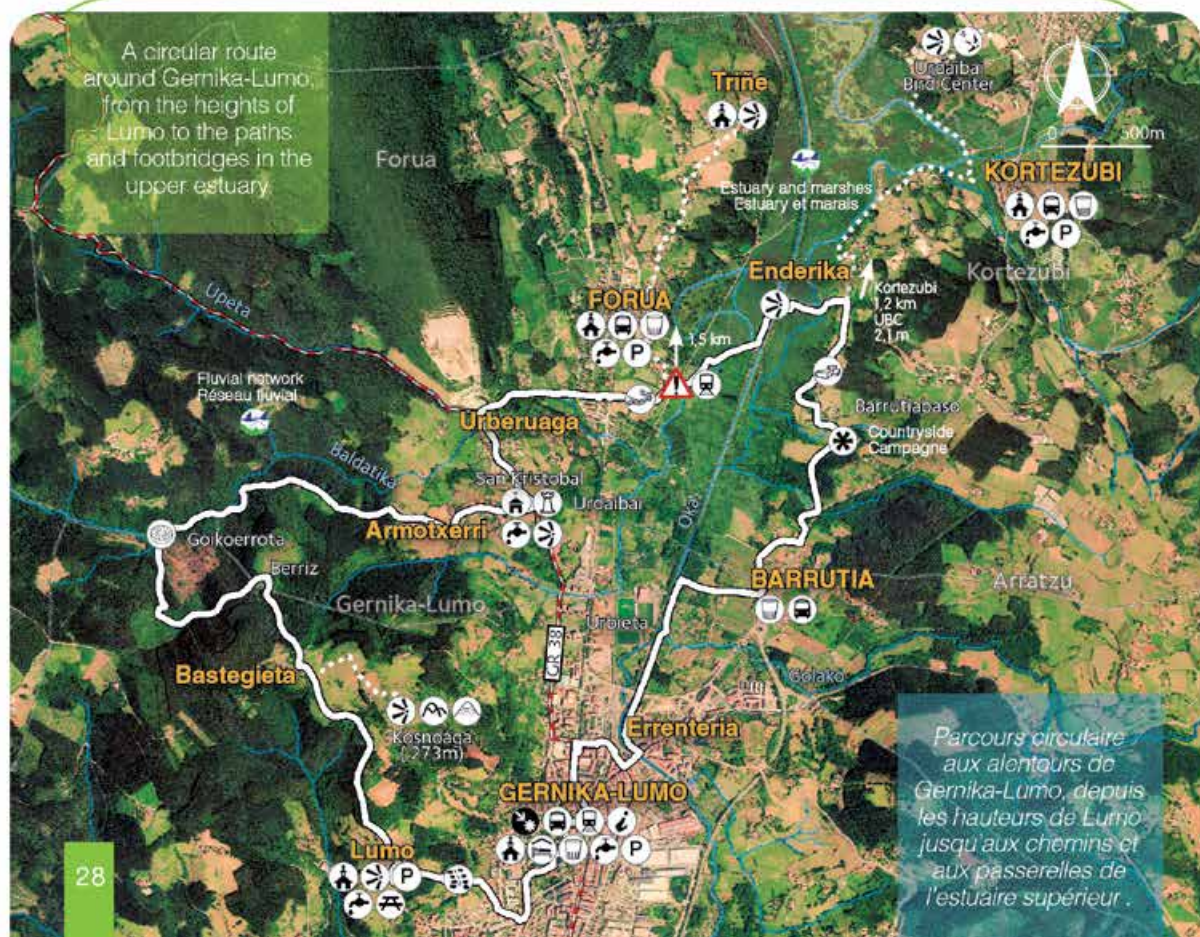 A circular route
around Gernika-Lumo,
from the heights of
Lumo to the paths
and footbridges in the
upper estuary.
Forua
Triñe
Urdaibai
Bird Center
0 500m
KORTEZUBI
P
Estuary and marshes
Estuary et marais
Kortezubi
Enderika
Kortezubi
1,2 km
UBC
2,1 m
Upeta
FORUA
P
1,5 km
Fluvial network
Réseau fluvial
Urberuaga
Barrutiabaso
Countryside
Campagne
Baldatika
San Kristobal
Urdaibai
Oka
Armotxerri
Goikoerrota
Berriz
BARRUTIA
Arratzu
Gernika-Lumo
Urbieta
GR 38
Bastegieta
Golako
Kosnoaga
(273m)
Errenteria
GERNIKA-LUMO
i
P
Lumo
P
Parcours circulaire
aux alentours de
Gernika-Lumo, depuis
les hauteurs de Lumo
jusqu'aux chemins et
aux passerelles de
l'estuaire supérieur .
28